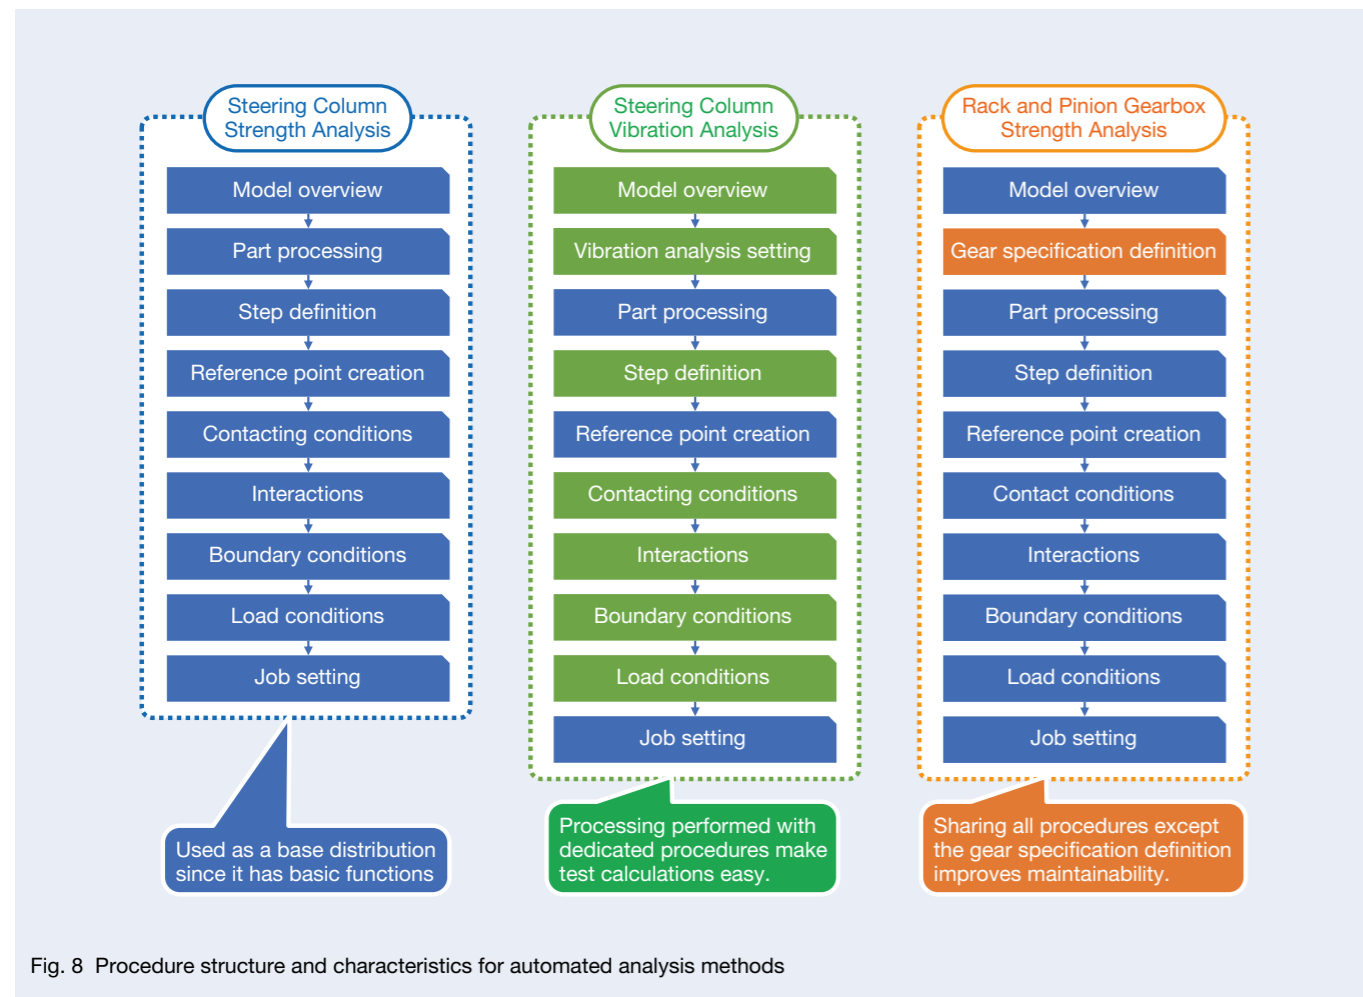 Steering Column
Strength Analysis
Model overview
Part processing
Step definition
Reference point creation
Contacting conditions
Interactions
Boundary conditions
Load conditions
Job setting
Used as a base distribution
since it has basic functions
Steering Column
Vibration Analysis
Model overview
Vibration analysis setting
Part processing
Step definition
Reference point creation
Contacting conditions
Interactions
Boundary conditions
Load conditions
Job setting
Processing performed with
dedicated procedures make
test calculations easy.
Rack and Pinion Gearbox
Strength Analysis
Model overview
Gear specification definition
Part processing
Step definition
Reference point creation
Contact conditions
Interactions
Boundary conditions
Load conditions
Job setting
Sharing all procedures except
the gear specification definition
improves maintainability.
Fig. 8 Procedure structure and characteristics for automated analysis methods